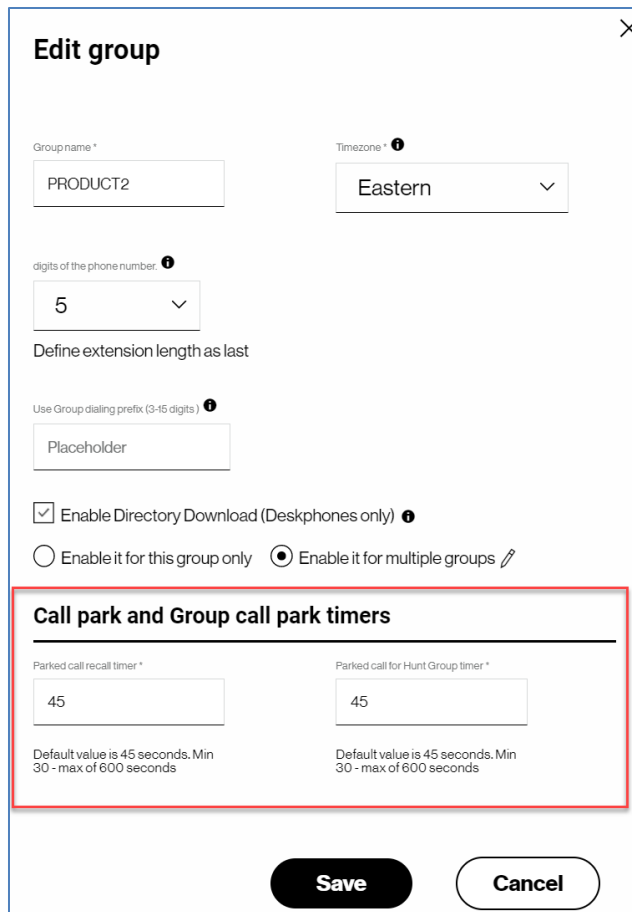 Edit group
Group name *
Timezone *
PRODUCT2
Eastern
digits of the phone number.
5
Define extension length as last
Use Group dialing prefix (3-15 digits )
Placeholder
Enable Directory Download (Deskphones only)
Enable it for this group only
Enable it for multiple groups
Call park and Group call park timers
Parked call recall timer *
Parked call for Hunt Group timer *
45
45
Default value is 45 seconds. Min
30 - max of 600 seconds
Default value is 45 seconds. Min
30 - max of 600 seconds
Save
Cancel